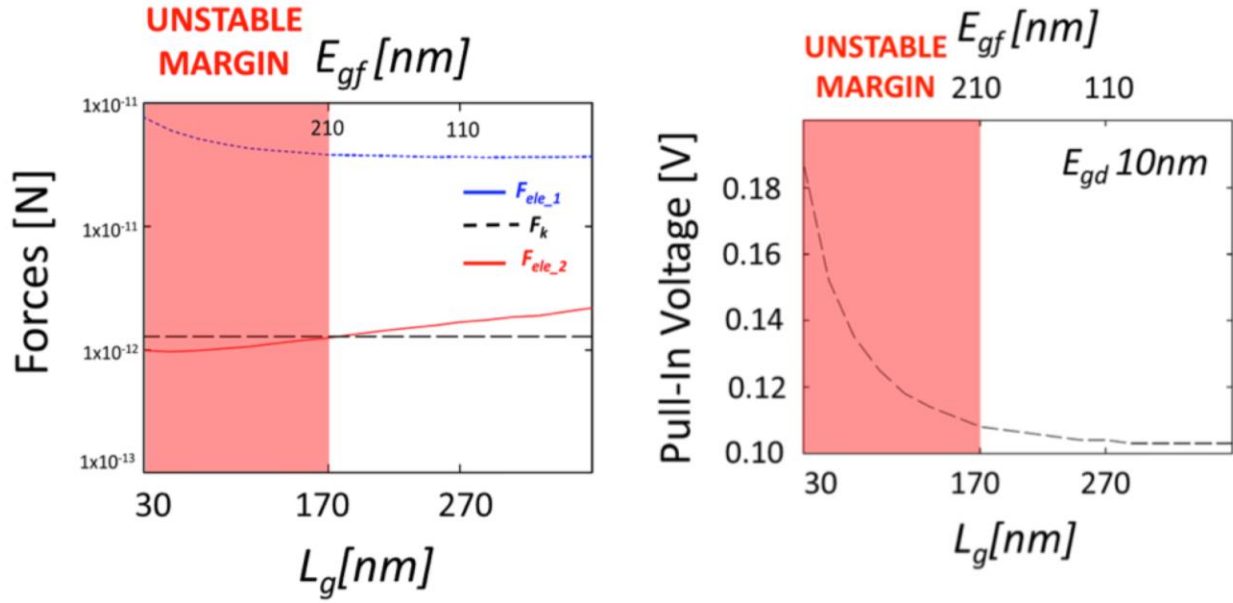 UNSTABLE
MARGIN
E_gf [nm]
1x10⁻¹¹
210
110
F_ele_1
1x10⁻¹¹
F_k
F_ele_2
1x10⁻¹²
1x10⁻¹³
Forces [N]
30
170
270
L_g[nm]
UNSTABLE
MARGIN
E_gf [nm]
210
110
E_gd 10nm
0.18
0.16
0.14
0.12
0.10
Pull-In Voltage [V]
30
170
270
L_g[nm]